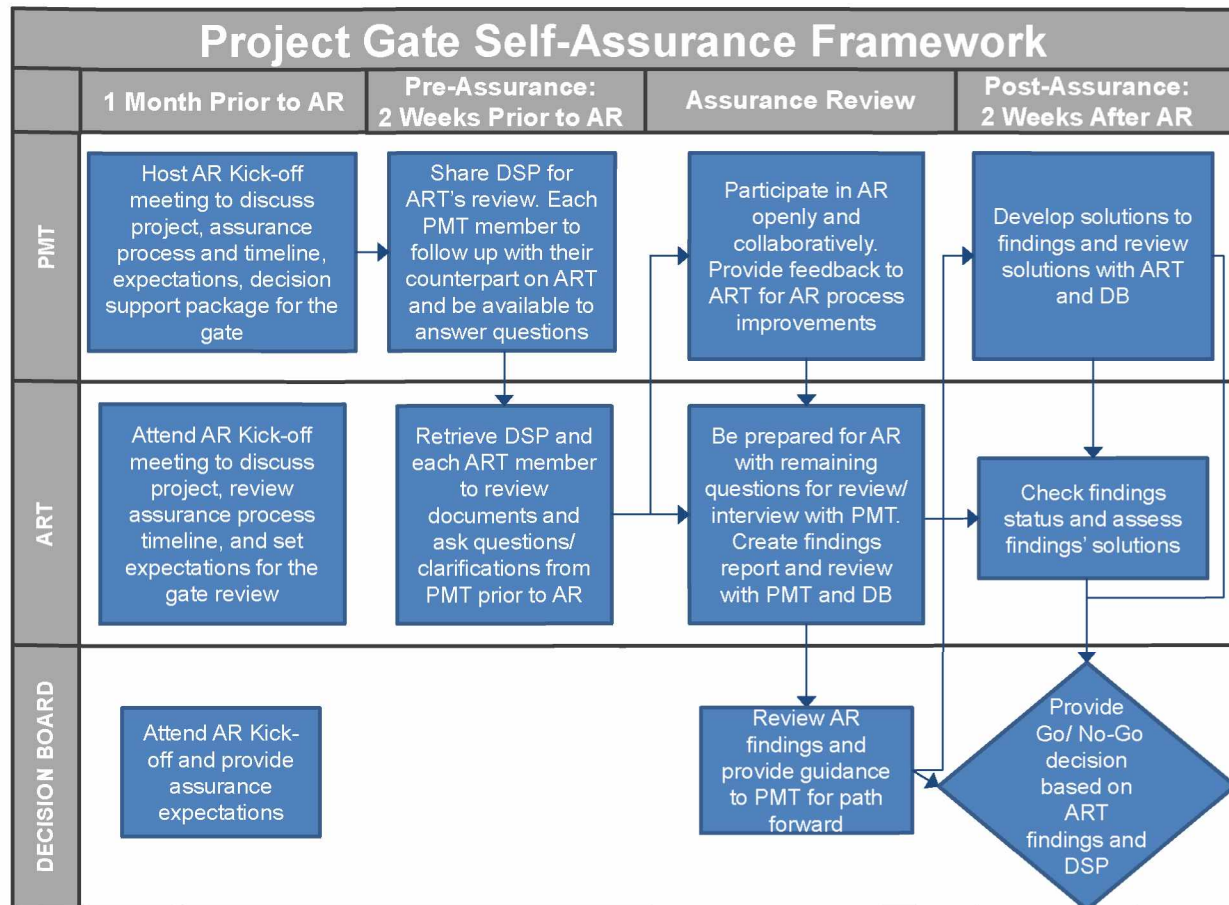 Project Gate Self-Assurance Framework
1 Month Prior to AR
Pre-Assurance:
2 Weeks Prior to AR
Assurance Review
Post-Assurance:
2 Weeks After AR
PMT
Host AR Kick-off
meeting to discuss
project, assurance
process and timeline,
expectations, decision
support package for the
gate
Share DSP for
ART's review. Each
PMT member to
follow up with their
counterpart on ART
and be available to
answer questions
Participate in AR
openly and
collaboratively.
Provide feedback to
ART for AR process
improvements
Develop solutions to
findings and review
solutions with ART
and DB
ART
Attend AR Kick-off
meeting to discuss
project, review
assurance process
timeline, and set
expectations for the
gate review
Retrieve DSP and
each ART member
to review
documents and
ask questions/
clarifications from
PMT prior to AR
Be prepared for AR
with remaining
questions for review/
interview with PMT.
Create findings
report and review
with PMT and DB
Check findings
status and assess
findings' solutions
DECISION BOARD
Attend AR Kick-
off and provide
assurance
expectations
Review AR
findings and
provide guidance
to PMT for path
forward
Provide
Go/ No-Go
decision
based on
ART
findings and
DSP